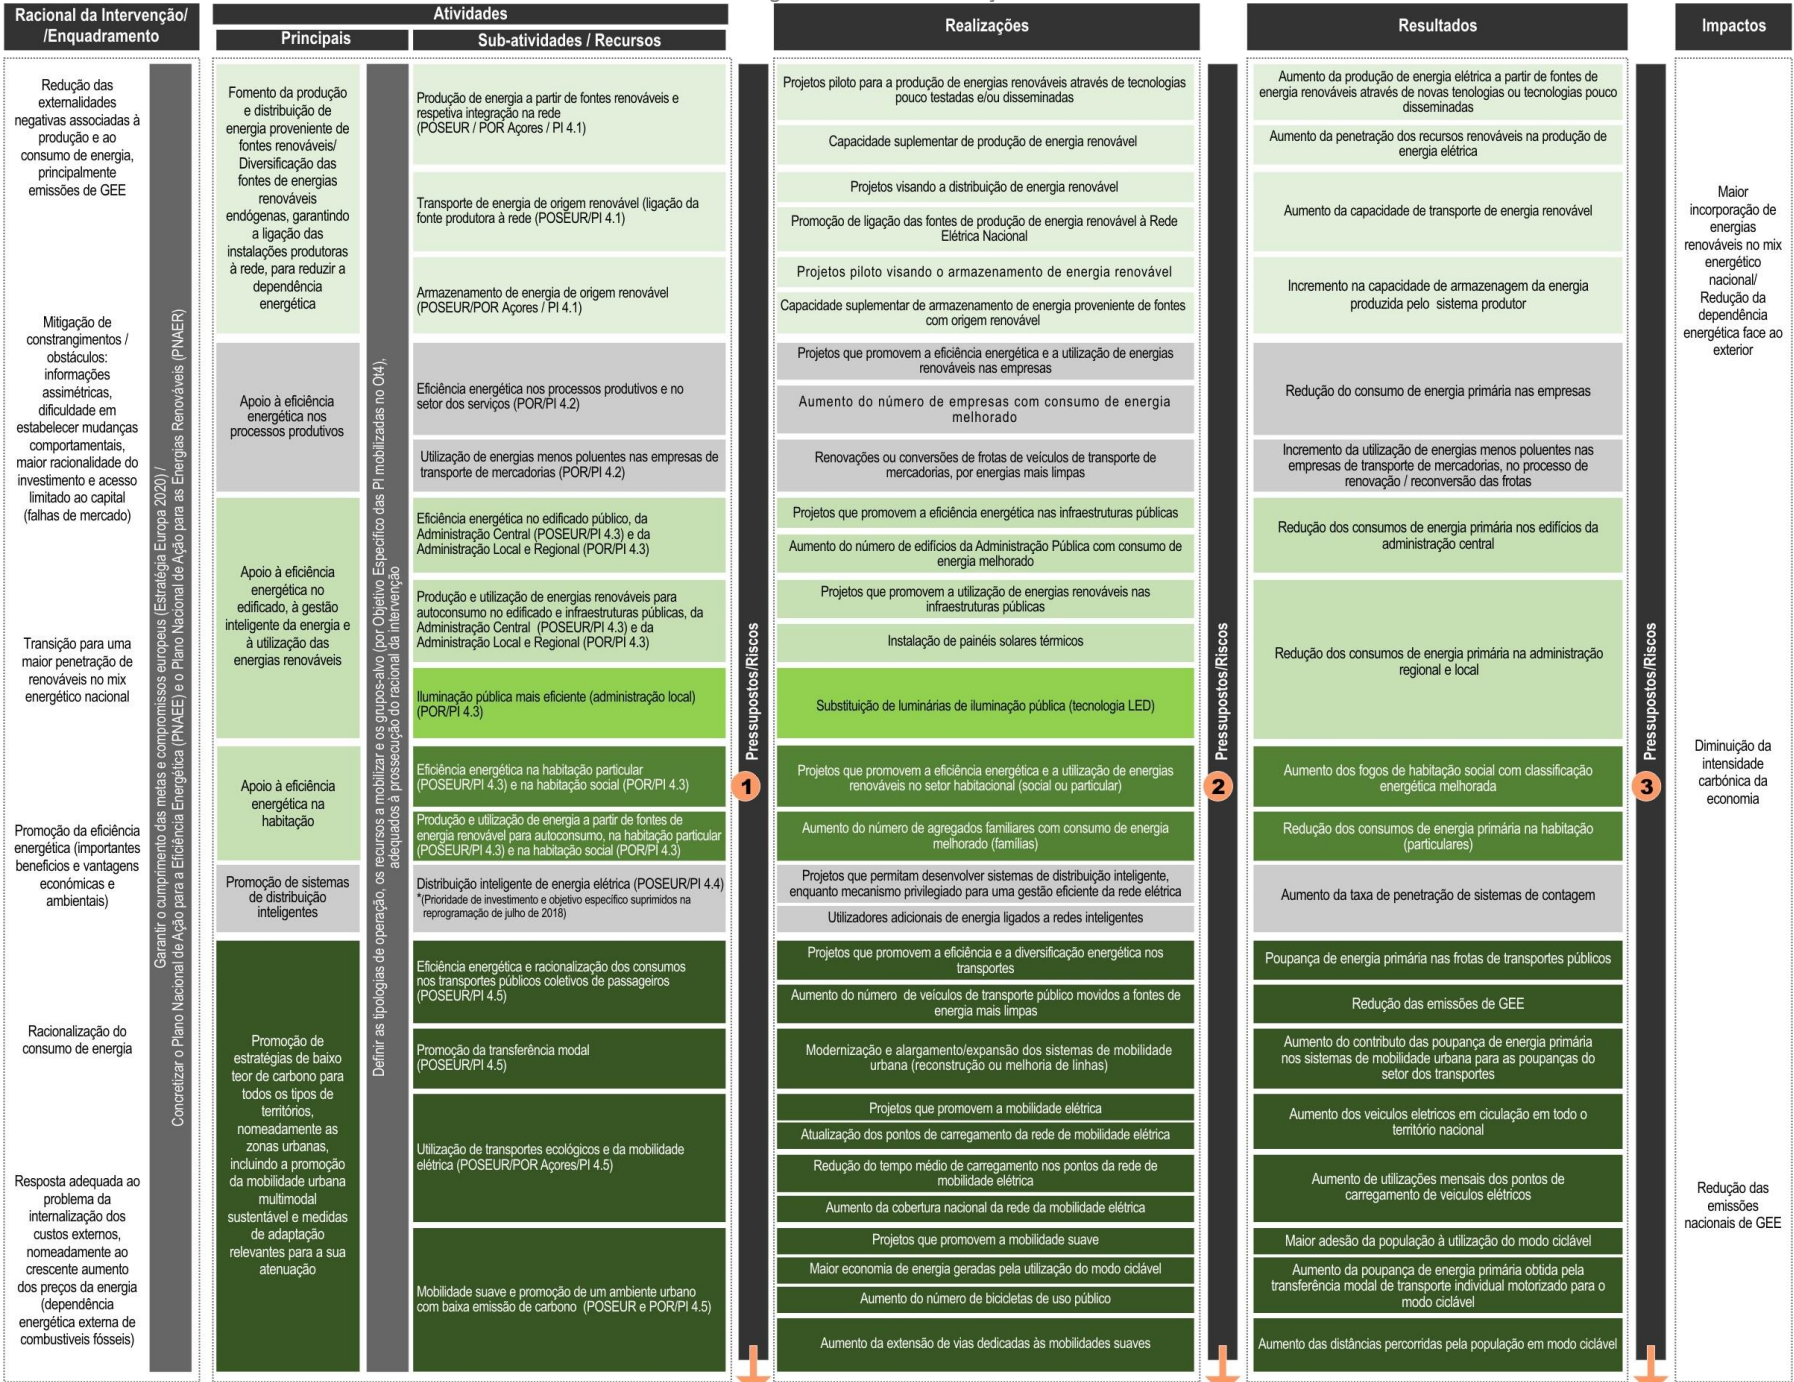 Racional da Intervenção/
/Enquadramento
Atividades
Principais
Sub-atividades / Recursos
Realizações
Resultados
Impactos
Redução das
externalidades
negativas associadas à
produção e ao
consumo de energia,
principalmente
emissões de GEE
Mitigação de
constrangimentos /
obstáculos:
informações
assimétricas,
dificuldade em
estabelecer mudanças
comportamentais,
maior racionalidade do
investimento e acesso
limitado ao capital
(falhas de mercado)
Transição para uma
maior penetração de
renováveis no mix
energético nacional
Promoção da eficiência
energética (importantes
benefícios e vantagens
económicas e
ambientais)
Racionalização do
consumo de energia
Resposta adequada ao
problema da
internalização dos
custos externos,
nomeadamente ao
crescente aumento
dos preços da energia
(dependência
energética externa de
combustiveis fósseis)
Garantir o cumprimento das metas e compromissos europeus (Estratégia Europa 2020) /
Concretizar o Plano Nacional de Ação para a Eficiência Energética (PNAEE) e o Plano Nacional de Ação para as Energias Renováveis (PNAER)
Fomento da produção
e distribuição de
energia proveniente de
fontes renováveis/
Diversificação das
fontes de energias
renováveis
endógenas, garantindo
a ligação das
instalações produtoras
à rede, para reduzir a
dependência
energética
Apoio à eficiência
energética nos
processos produtivos
Apoio à eficiência
energética no
edificado, à gestão
inteligente da energia e
à utilização das
energias renováveis
Apoio à eficiência
energética na
habitação
Promoção de sistemas
de distribuição
inteligentes
Promoção de
estratégias de baixo
teor de carbono para
todos os tipos de
territórios,
nomeadamente as
zonas urbanas,
incluindo a promoção
da mobilidade urbana
multimodal
sustentável e medidas
de adaptação
relevantes para a sua
atenuação
Definir as tipologias de operação, os recursos a mobilizar e os grupos-alvo (por Objetivo Específico das PI mobilizadas no Ot4),
adequados à prossecução do racional da intervenção
Produção de energia a partir de fontes renováveis e
respetiva integração na rede
(POSEUR / POR Açores / PI 4.1)
Transporte de energia de origem renovável (ligação da
fonte produtora à rede (POSEUR/PI 4.1)
Armazenamento de energia de origem renovável
(POSEUR/POR Açores / PI 4.1)
Eficiência energética nos processos produtivos e no
setor dos serviços (POR/PI 4.2)
Utilização de energias menos poluentes nas empresas de
transporte de mercadorias (POR/PI 4.2)
Eficiência energética no edificado público, da
Administração Central (POSEUR/PI 4.3) e da
Administração Local e Regional (POR/PI 4.3)
Produção e utilização de energias renováveis para
autoconsumo no edificado e infraestruturas públicas, da
Administração Central (POSEUR/PI 4.3) e da
Administração Local e Regional (POR/PI 4.3)
Iluminação pública mais eficiente (administração local)
(POR/PI 4.3)
Eficiência energética na habitação particular
(POSEUR/PI 4.3) e na habitação social (POR/PI 4.3)
Produção e utilização de energia a partir de fontes de
energia renovável para autoconsumo, na habitação particular
(POSEUR/PI 4.3) e na habitação social (POR/PI 4.3)
Distribuição inteligente de energia elétrica (POSEUR/PI 4.4)
*(Prioridade de investimento e objetivo específico suprimidos na
reprogramação de julho de 2018)
Eficiência energética e racionalização dos consumos
nos transportes públicos coletivos de passageiros
(POSEUR/PI 4.5)
Promoção da transferência modal
(POSEUR/PI 4.5)
Utilização de transportes ecológicos e da mobilidade
elétrica (POSEUR/POR Açores/PI 4.5)
Mobilidade suave e promoção de um ambiente urbano
com baixa emissão de carbono (POSEUR e POR/PI 4.5)
Pressupostos/Riscos
1
Projetos piloto para a produção de energias renováveis através de tecnologias
pouco testadas e/ou disseminadas
Capacidade suplementar de produção de energia renovável
Projetos visando a distribuição de energia renovável
Promoção de ligação das fontes de produção de energia renovável à Rede
Elétrica Nacional
Projetos piloto visando o armazenamento de energia renovável
Capacidade suplementar de armazenamento de energia proveniente de fontes
com origem renovável
Projetos que promovem a eficiência energética e a utilização de energias
renováveis nas empresas
Aumento do número de empresas com consumo de energia
melhorado
Renovações ou conversões de frotas de veículos de transporte de
mercadorias, por energias mais limpas
Projetos que promovem a eficiência energética nas infraestruturas públicas
Aumento do número de edifícios da Administração Pública com consumo de
energia melhorado
Projetos que promovem a utilização de energias renováveis nas
infraestruturas públicas
Instalação de painéis solares térmicos
Substituição de luminárias de iluminação pública (tecnologia LED)
Projetos que promovem a eficiência energética e a utilização de energias
renováveis no setor habitacional (social ou particular)
Aumento do número de agregados familiares com consumo de energia
melhorado (famílias)
Projetos que permitam desenvolver sistemas de distribuição inteligente,
enquanto mecanismo privilegiado para uma gestão eficiente da rede elétrica
Utilizadores adicionais de energia ligados a redes inteligentes
Projetos que promovem a eficiência e a diversificação energética nos
transportes
Aumento do número de veículos de transporte público movidos a fontes de
energia mais limpas
Modernização e alargamento/expansão dos sistemas de mobilidade
urbana (reconstrução ou melhoria de linhas)
Projetos que promovem a mobilidade elétrica
Atualização dos pontos de carregamento da rede de mobilidade elétrica
Redução do tempo médio de carregamento nos pontos da rede de
mobilidade elétrica
Aumento da cobertura nacional da rede da mobilidade elétrica
Projetos que promovem a mobilidade suave
Maior economia de energia geradas pela utilização do modo ciclável
Aumento do número de bicicletas de uso público
Aumento da extensão de vias dedicadas às mobilidades suaves
Pressupostos/Riscos
2
Aumento da produção de energia elétrica a partir de fontes de
energia renováveis através de novas tenologias ou tecnologias pouco
disseminadas
Aumento da penetração dos recursos renováveis na produção de
energia elétrica
Aumento da capacidade de transporte de energia renovável
Incremento na capacidade de armazenagem da energia
produzida pelo sistema produtor
Redução do consumo de energia primária nas empresas
Incremento da utilização de energias menos poluentes nas
empresas de transporte de mercadorias, no processo de
renovação / reconversão das frotas
Redução dos consumos de energia primária nos edifícios da
administração central
Redução dos consumos de energia primária na administração
regional e local
Aumento dos fogos de habitação social com classificação
energética melhorada
Redução dos consumos de energia primária na habitação
(particulares)
Aumento da taxa de penetração de sistemas de contagem
Poupança de energia primária nas frotas de transportes públicos
Redução das emissões de GEE
Aumento do contributo das poupança de energia primária
nos sistemas de mobilidade urbana para as poupanças do
setor dos transportes
Aumento dos veiculos eletricos em ciculação em todo o
território nacional
Aumento de utilizações mensais dos pontos de
carregamento de veiculos elétricos
Maior adesão da população à utilização do modo ciclável
Aumento da poupança de energia primária obtida pela
transferência modal de transporte individual motorizado para o
modo ciclável
Aumento das distâncias percorridas pela população em modo ciclável
Pressupostos/Riscos
3
Maior
incorporação de
energias
renováveis no mix
energético
nacional/
Redução da
dependência
energética face ao
exterior
Diminuição da
intensidade
carbónica da
economia
Redução das
emissões
nacionais de GEE